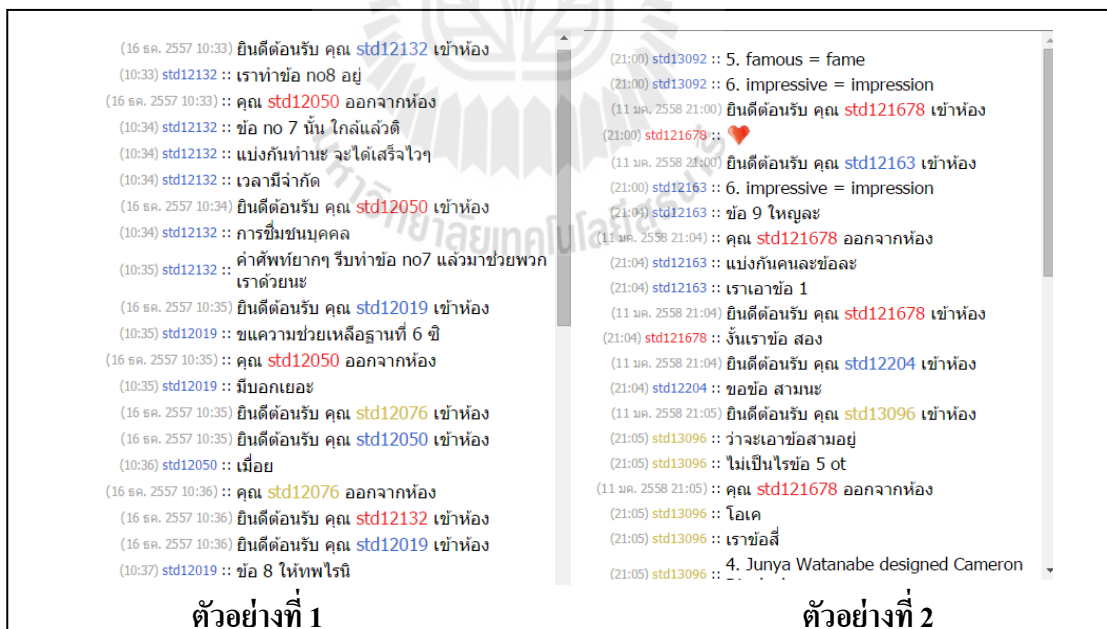 (16 ธค. 2557 10:33) ยินดีต้อนรับ คุณ std12132 เข้าห้อง
(10:33) std12132 :: เราทำข้อ no8 อยู่
(16 ธค. 2557 10:33) :: คุณ std12050 ออกจากห้อง
(10:34) std12132 :: ข้อ no 7 นั้น ใกล้แล้วติ
(10:34) std12132 :: แบ่งกันทำนะ จะได้เสร็จไวๆ
(10:34) std12132 :: เวลามีจำกัด
(16 ธค. 2557 10:34) ยินดีต้อนรับ คุณ std12050 เข้าห้อง
(10:34) std12132 :: การชื่มชนบุคคล
(10:35) std12132 :: คำศัพท์ยากๆ รีบทำข้อ no7 แล้วมาช่วยพวก
เราด้วยนะ
(16 ธค. 2557 10:35) ยินดีต้อนรับ คุณ std12019 เข้าห้อง
(10:35) std12019 :: ขแความช่วยเหลือฐานที่ 6 ซิ
(16 ธค. 2557 10:35) :: คุณ std12050 ออกจากห้อง
(10:35) std12019 :: มีบอกเยอะ
(16 ธค. 2557 10:35) ยินดีต้อนรับ คุณ std12076 เข้าห้อง
(16 ธค. 2557 10:35) ยินดีต้อนรับ คุณ std12050 เข้าห้อง
(10:36) std12050 :: เมื่อย
(16 ธค. 2557 10:36) :: คุณ std12076 ออกจากห้อง
(16 ธค. 2557 10:36) ยินดีต้อนรับ คุณ std12132 เข้าห้อง
(16 ธค. 2557 10:36) ยินดีต้อนรับ คุณ std12019 เข้าห้อง
(10:37) std12019 :: ข้อ 8 ให้ทพไรนิ
ตัวอย่างที่ 1
(21:00) std13092 :: 5. famous = fame
(21:00) std13092 :: 6. impressive = impression
(11 มค. 2558 21:00) ยินดีต้อนรับ คุณ std121678 เข้าห้อง
(21:00) std121678 ::
(11 มค. 2558 21:00) ยินดีต้อนรับ คุณ std12163 เข้าห้อง
(21:00) std12163 :: 6. impressive = impression
(21:04) std12163 :: ข้อ 9 ใหญละ
(11 มค. 2558 21:04) :: คุณ std121678 ออกจากห้อง
(21:04) std12163 :: แบ่งกันคนละข้อละ
(21:04) std12163 :: เราเอาข้อ 1
(11 มค. 2558 21:04) ยินดีต้อนรับ คุณ std121678 เข้าห้อง
(21:04) std121678 :: งั้นเราข้อ สอง
(11 มค. 2558 21:04) ยินดีต้อนรับ คุณ std12204 เข้าห้อง
(21:04) std12204 :: ขอข้อ สามนะ
(11 มค. 2558 21:05) ยินดีต้อนรับ คุณ std13096 เข้าห้อง
(21:05) std13096 :: ว่าจะเอาข้อสามอยู่
(21:05) std13096 :: ไม่เป็นไรข้อ 5 ot
(11 มค. 2558 21:05) :: คุณ std121678 ออกจากห้อง
(21:05) std13096 :: โอเค
(21:05) std13096 :: เราข้อสี่
(21:05) std13096 :: 4. Junya Watanabe designed Cameron
ตัวอย่างที่ 2
มหาวิทยาลัยเทคโนโลยีสุรนารี